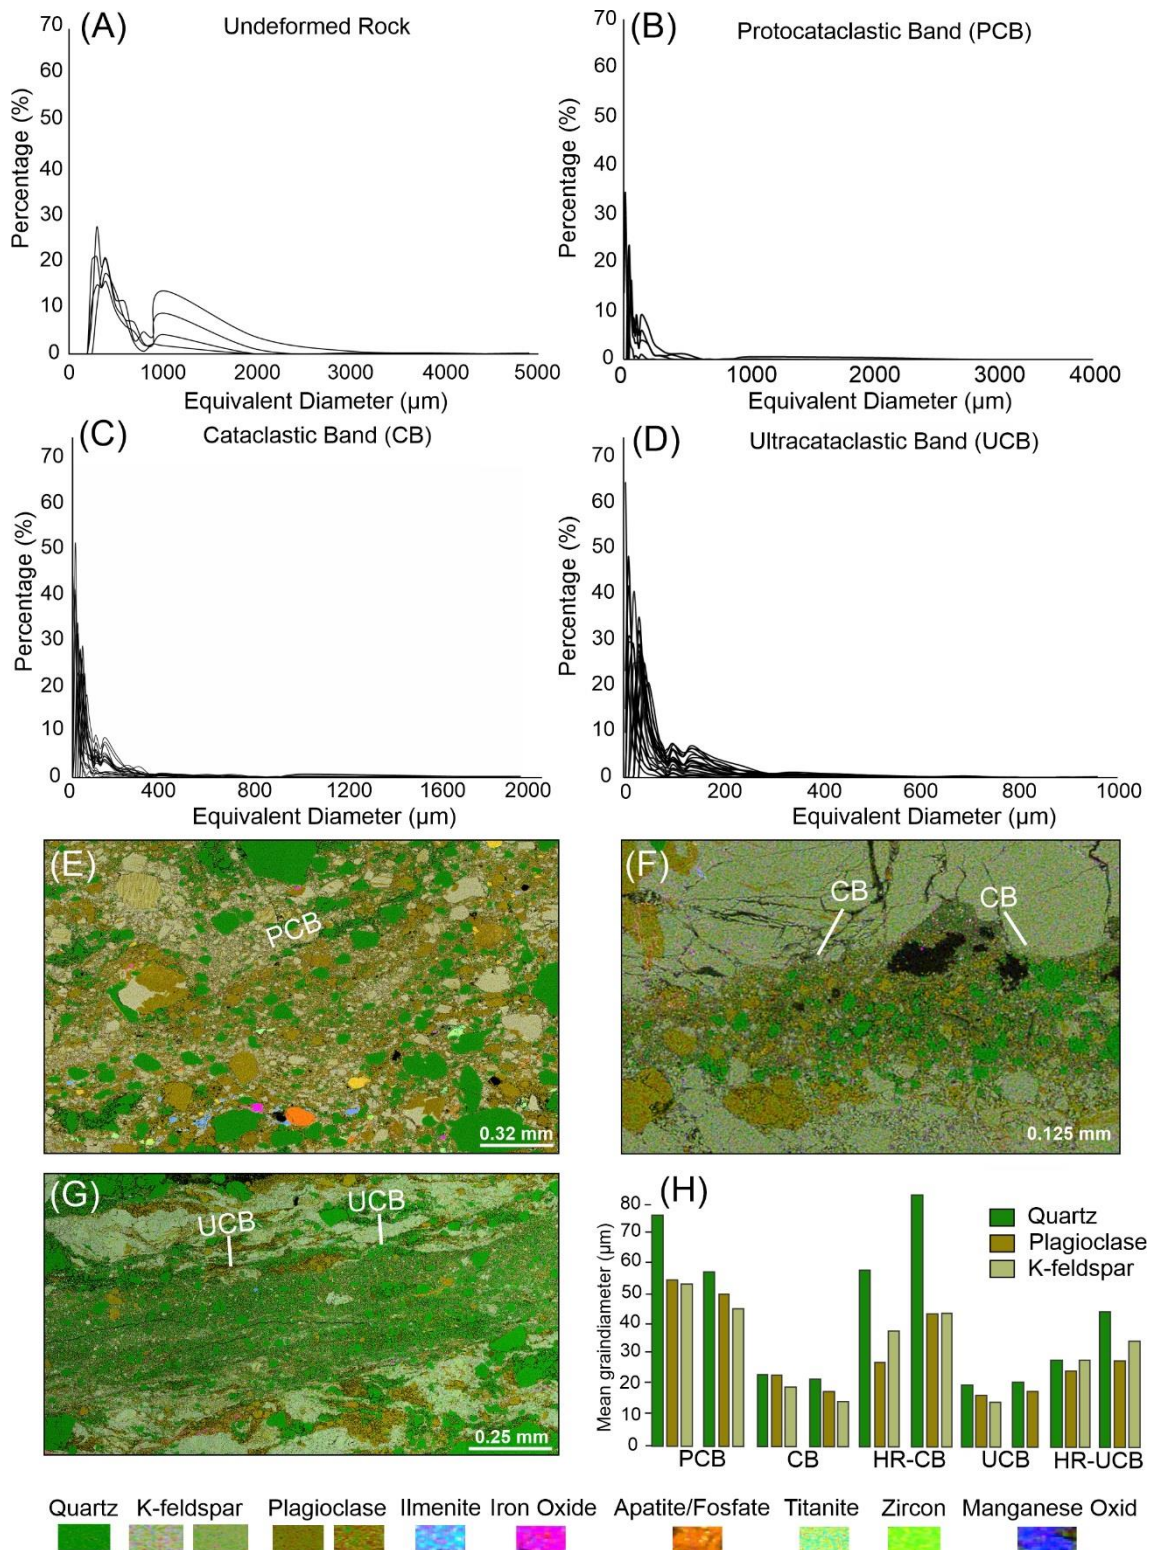 (A) Undeformed Rock
70
60
50
40
30
20
10
0
Percentage (%)
0 1000 2000 3000 4000 5000
Equivalent Diameter (µm)
(B) Protocataclastic Band (PCB)
70
60
50
40
30
20
10
0
Percentage (%)
0 1000 2000 3000 4000
Equivalent Diameter (µm)
(C) Cataclastic Band (CB)
70
60
50
40
30
20
10
0
Percentage (%)
0 400 800 1200 1600 2000
Equivalent Diameter (µm)
(D) Ultracataclastic Band (UCB)
70
60
50
40
30
20
10
0
Percentage (%)
0 200 400 600 800 1000
Equivalent Diameter (µm)
(E)
PCB
0.32 mm
(F)
CB
CB
0.125 mm
(G)
UCB
UCB
0.25 mm
(H)
80
70
60
50
40
30
20
10
0
Mean graindiameter (µm)
Quartz
Plagioclase
K-feldspar
PCB CB HR-CB UCB HR-UCB
Quartz K-feldspar Plagioclase Ilmenite Iron Oxide Apatite/Fosfate Titanite Zircon Manganese Oxid